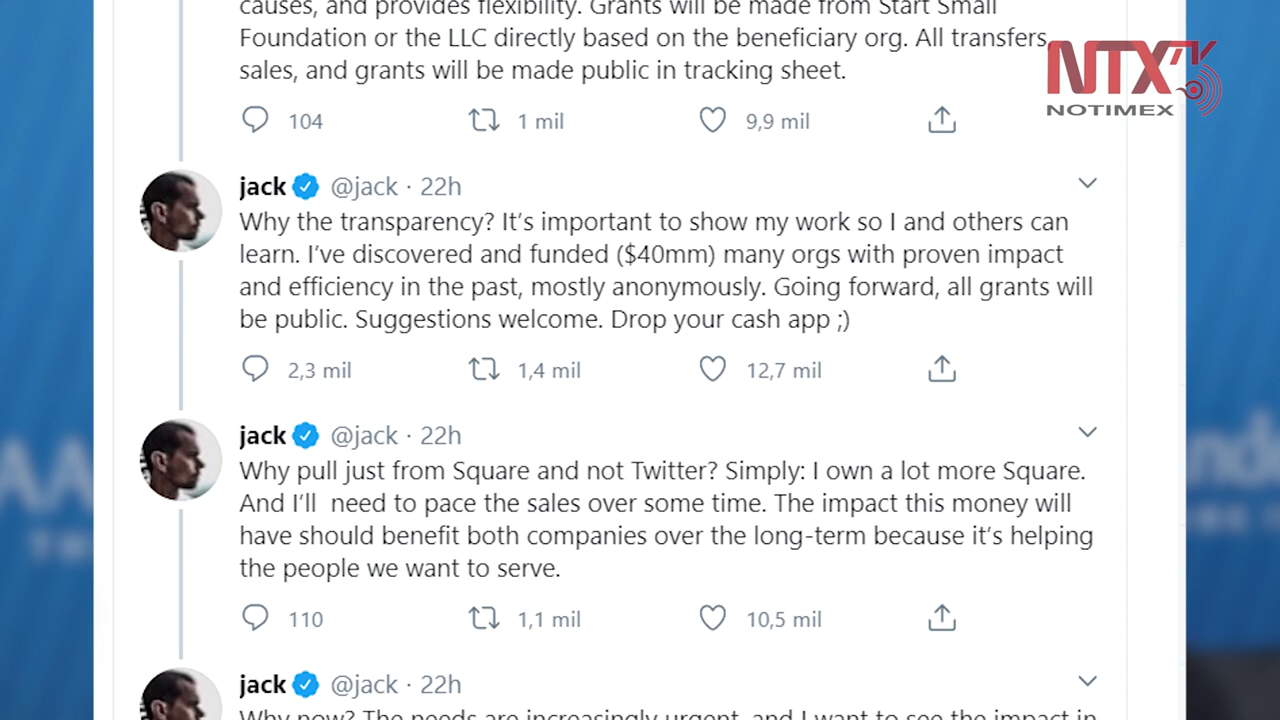 causes, and provides flexibility. Grants will be made from Start Small
Foundation or the LLC directly based on the beneficiary org. All transfers,
sales, and grants will be made public in tracking sheet.
NTX TV
NOTIMEX
104 1 mil 9,9 mil
jack @jack · 22h
Why the transparency? It's important to show my work so I and others can
learn. I've discovered and funded ($40mm) many orgs with proven impact
and efficiency in the past, mostly anonymously. Going forward, all grants will
be public. Suggestions welcome. Drop your cash app ;)
2,3 mil 1,4 mil 12,7 mil
jack @jack · 22h
Why pull just from Square and not Twitter? Simply: I own a lot more Square.
And I'll  need to pace the sales over some time. The impact this money will
have should benefit both companies over the long-term because it's helping
the people we want to serve.
110 1,1 mil 10,5 mil
jack @jack · 22h
Why now? The needs are increasingly urgent, and I want to see the impact in